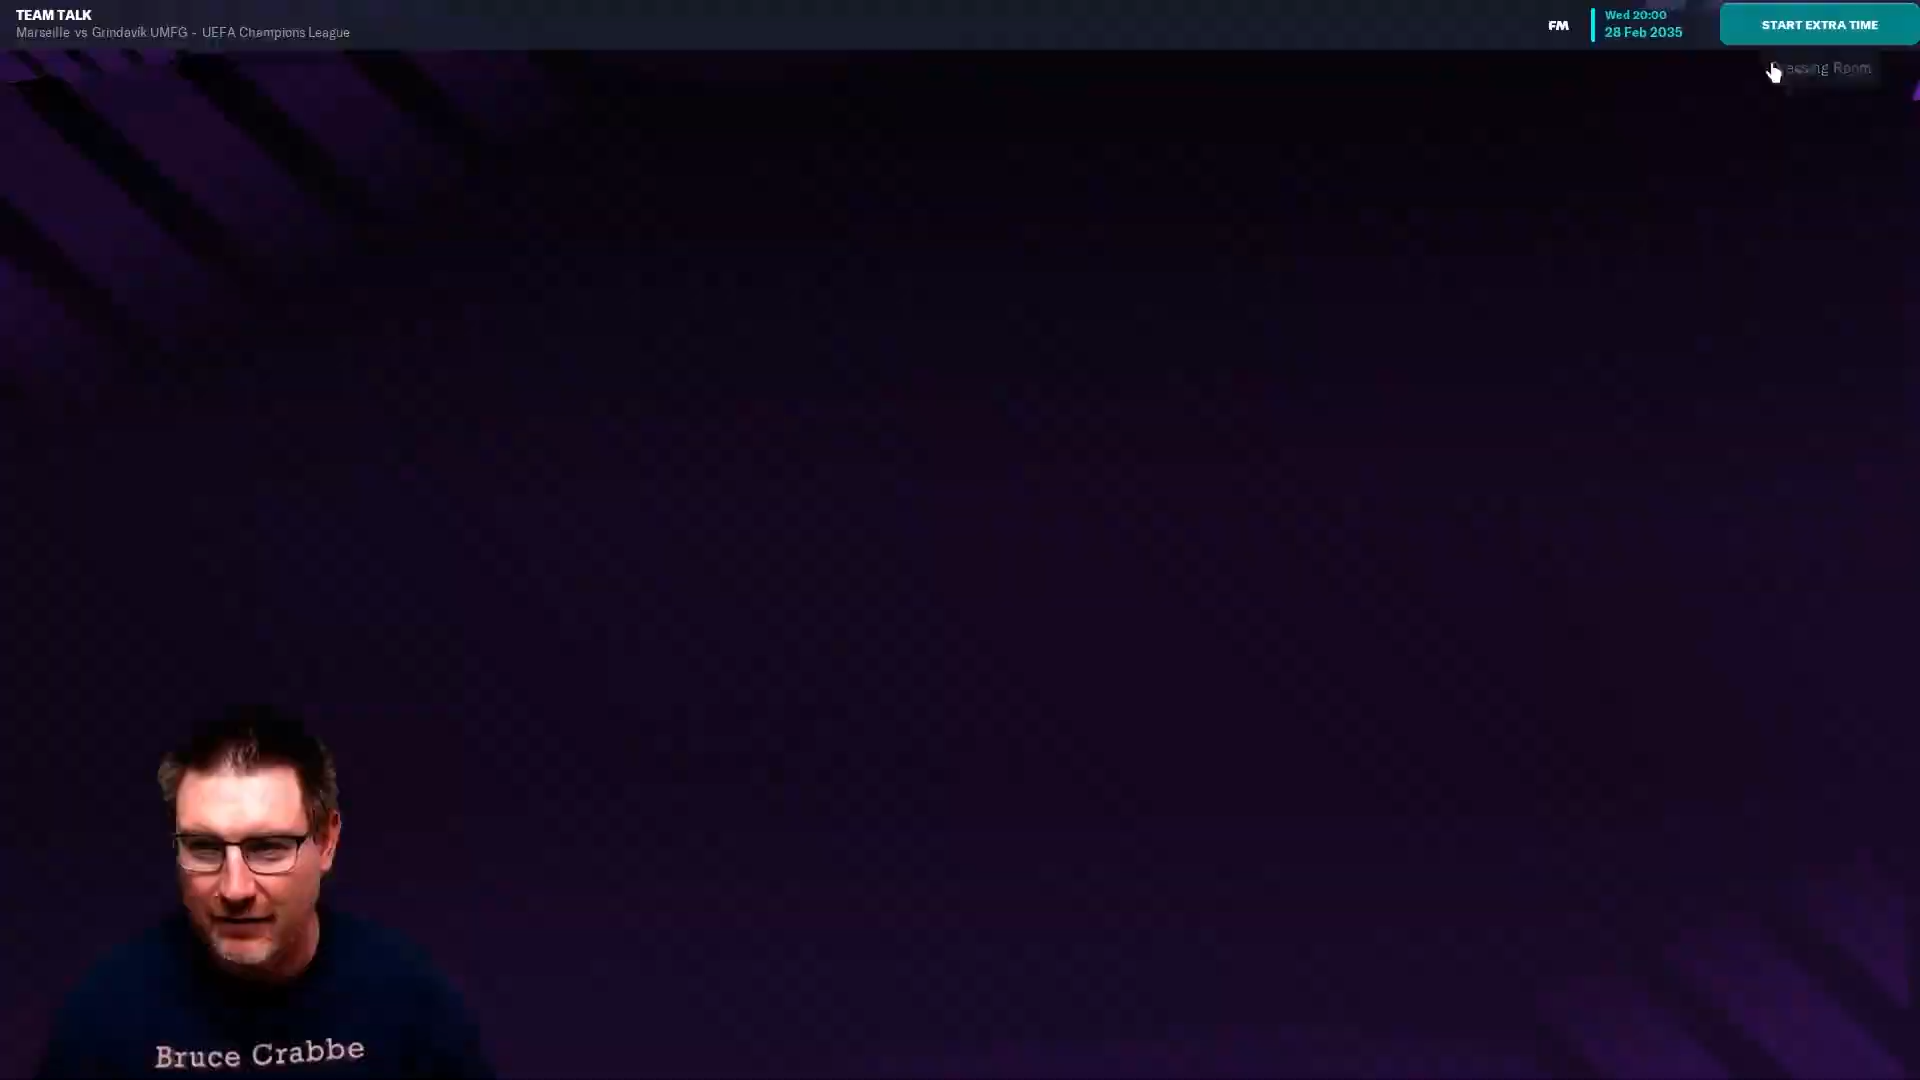 TEAM TALK
Marseille vs Grindavík UMFG - UEFA Champions League
FM
Wed 20:00
28 Feb 2035
START EXTRA TIME
Room
Bruce Crabbe